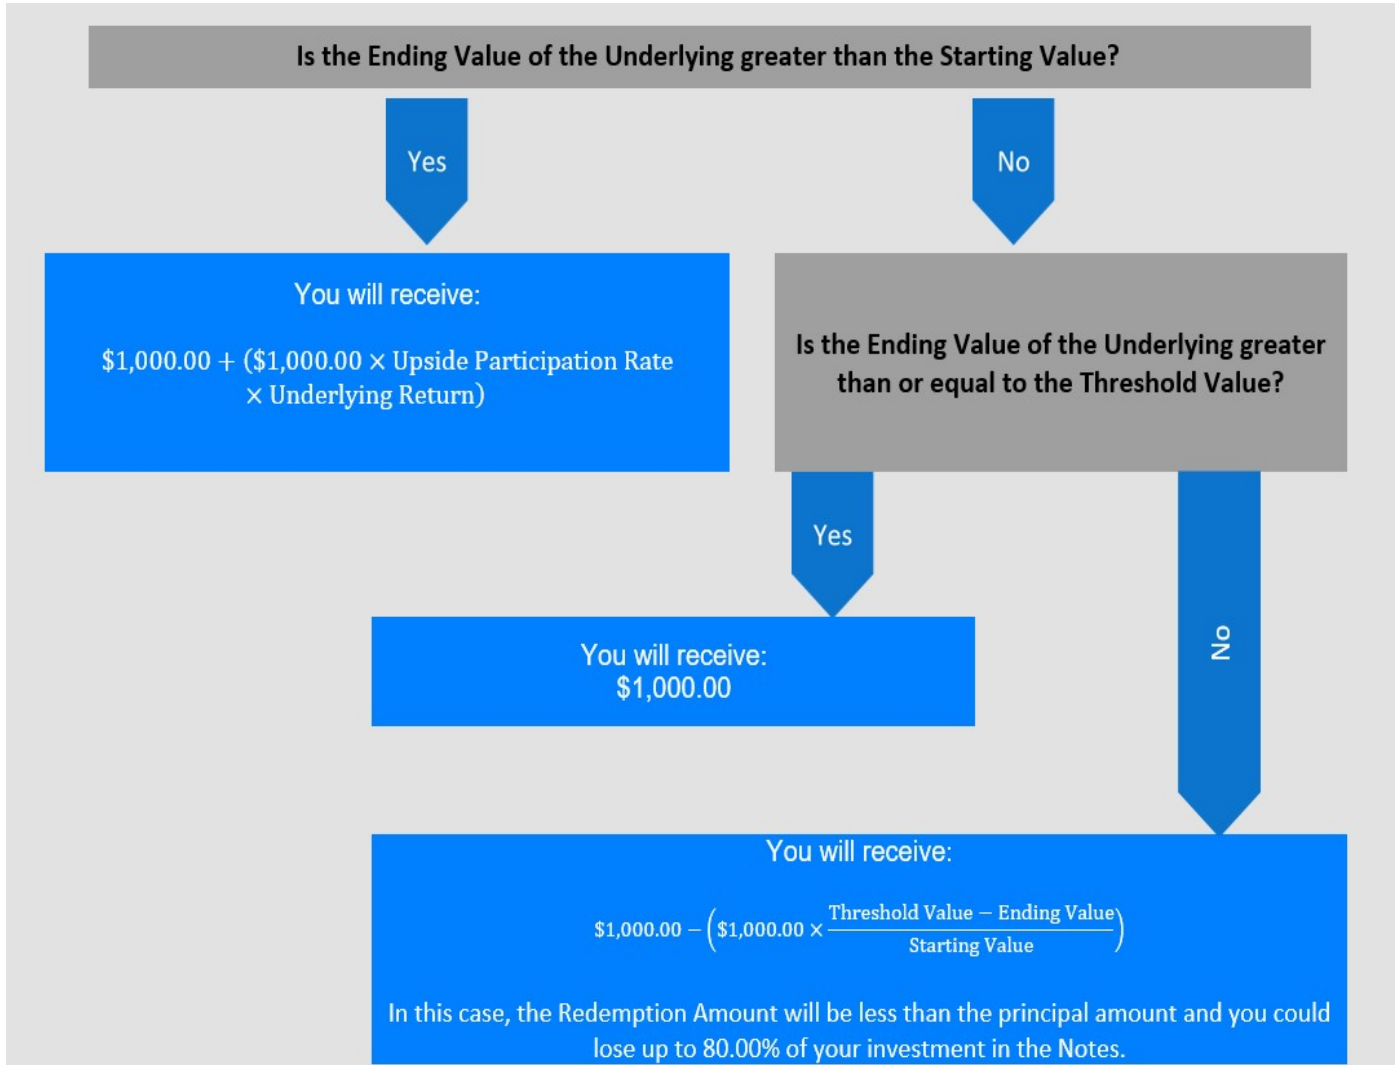 Is the Ending Value of the Underlying greater than the Starting Value?
Yes
No
You will receive:
$1,000.00 + ($1,000.00 × Upside Participation Rate
× Underlying Return)
Is the Ending Value of the Underlying greater
than or equal to the Threshold Value?
Yes
No
You will receive:
$1,000.00
You will receive:
$1,000.00 − ($1,000.00 × Threshold Value − Ending Value
Starting Value)
In this case, the Redemption Amount will be less than the principal amount and you could
lose up to 80.00% of your investment in the Notes.